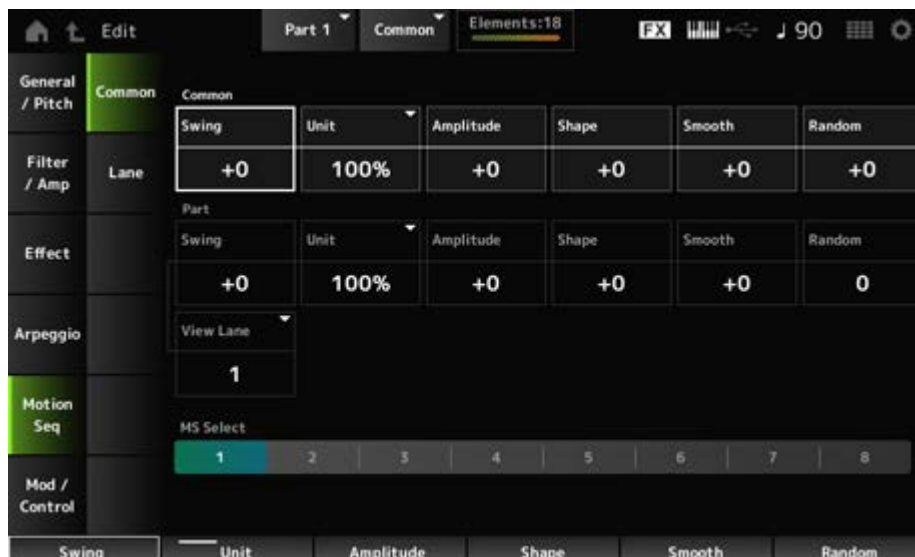 Edit Part 1 Common Elements:18 FX 90
General / Pitch
Common
Filter / Amp
Lane
Effect
Arpeggio
Motion Seq
Mod / Control
Common
Swing Unit Amplitude Shape Smooth Random
+0 100% +0 +0 +0 +0
Part
Swing Unit Amplitude Shape Smooth Random
+0 100% +0 +0 +0 0
View Lane
1
MS Select
1 2 3 4 5 6 7 8
Swing Unit Amplitude Shape Smooth Random